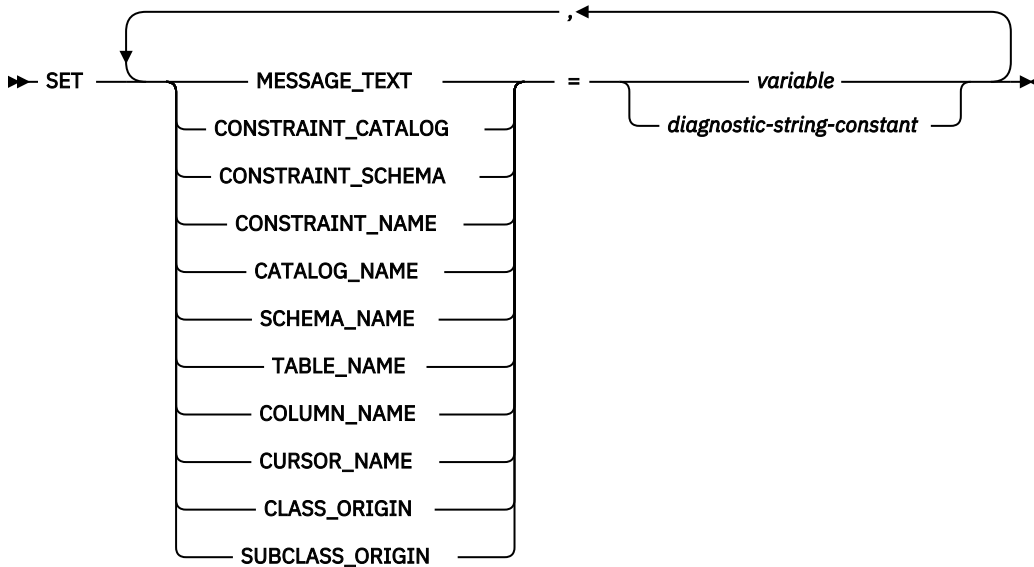 ,
SET MESSAGE_TEXT = variable
CONSTRAINT_CATALOG diagnostic-string-constant
CONSTRAINT_SCHEMA
CONSTRAINT_NAME
CATALOG_NAME
SCHEMA_NAME
TABLE_NAME
COLUMN_NAME
CURSOR_NAME
CLASS_ORIGIN
SUBCLASS_ORIGIN